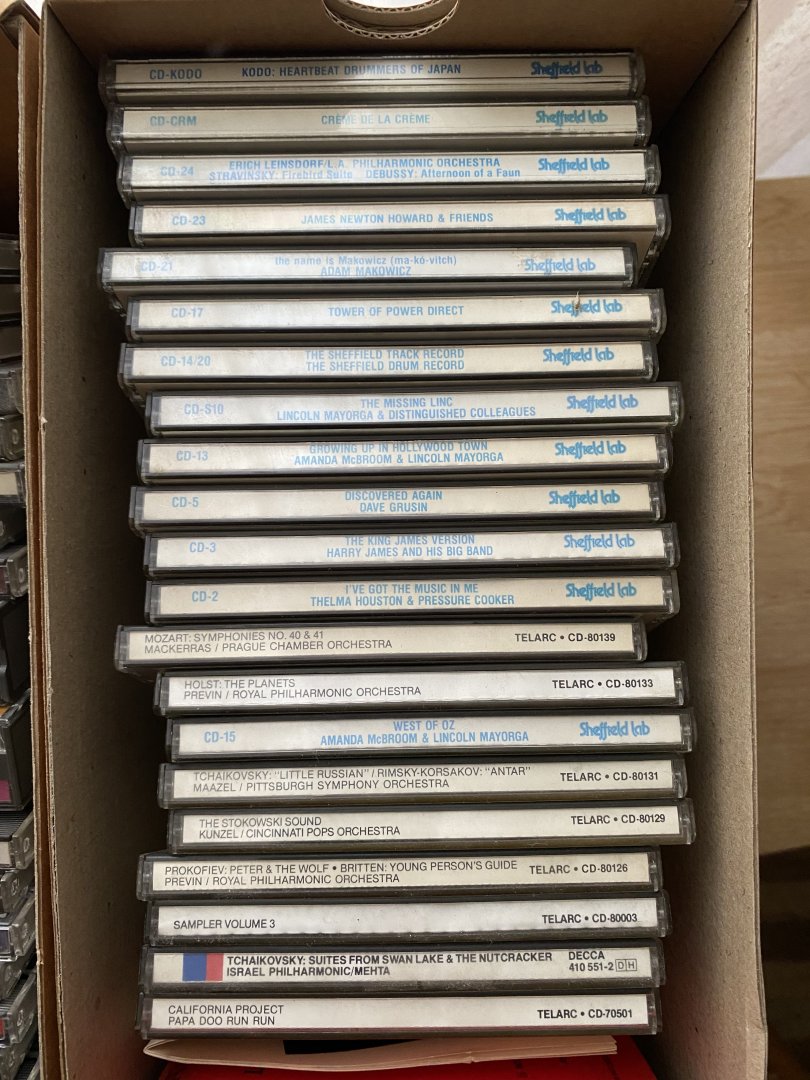 CD-KODO KODO: HEARTBEAT DRUMMERS OF JAPAN Sheffield Lab
CD-CRM CRÈME DE LA CRÈME Sheffield Lab
ERICH LEINSDORF/L.A. PHILHARMONIC ORCHESTRA
CD-24 STRAVINSKY: Firebird Suite DEBUSSY: Afternoon of a Faun Sheffield Lab
CD-23 JAMES NEWTON HOWARD & FRIENDS Sheffield Lab
the name is Makowicz (ma-kó-vitch)
CD-21 ADAM MAKOWICZ Sheffield Lab
CD-17 TOWER OF POWER DIRECT Sheffield Lab
THE SHEFFIELD TRACK RECORD
CD-14/20 THE SHEFFIELD DRUM RECORD Sheffield Lab
THE MISSING LINC
CD-S10 LINCOLN MAYORGA & DISTINGUISHED COLLEAGUES Sheffield Lab
GROWING UP IN HOLLYWOOD TOWN
CD-13 AMANDA McBROOM & LINCOLN MAYORGA Sheffield Lab
DISCOVERED AGAIN
CD-5 DAVE GRUSIN Sheffield Lab
THE KING JAMES VERSION
CD-3 HARRY JAMES AND HIS BIG BAND Sheffield Lab
I'VE GOT THE MUSIC IN ME
CD-2 THELMA HOUSTON & PRESSURE COOKER Sheffield Lab
MOZART: SYMPHONIES NO. 40 & 41
MACKERRAS / PRAGUE CHAMBER ORCHESTRA TELARC • CD-80139
HOLST: THE PLANETS
PREVIN / ROYAL PHILHARMONIC ORCHESTRA TELARC • CD-80133
WEST OF OZ
CD-15 AMANDA McBROOM & LINCOLN MAYORGA Sheffield Lab
TCHAIKOVSKY: "LITTLE RUSSIAN" / RIMSKY-KORSAKOV: "ANTAR"
MAAZEL / PITTSBURGH SYMPHONY ORCHESTRA TELARC • CD-80131
THE STOKOWSKI SOUND
KUNZEL / CINCINNATI POPS ORCHESTRA TELARC • CD-80129
PROKOFIEV: PETER & THE WOLF • BRITTEN: YOUNG PERSON'S GUIDE
PREVIN / ROYAL PHILHARMONIC ORCHESTRA TELARC • CD-80126
SAMPLER VOLUME 3 TELARC • CD-80003
TCHAIKOVSKY: SUITES FROM SWAN LAKE & THE NUTCRACKER DECCA
ISRAEL PHILHARMONIC/MEHTA 410 551-2 DH
CALIFORNIA PROJECT
PAPA DOO RUN RUN TELARC • CD-70501